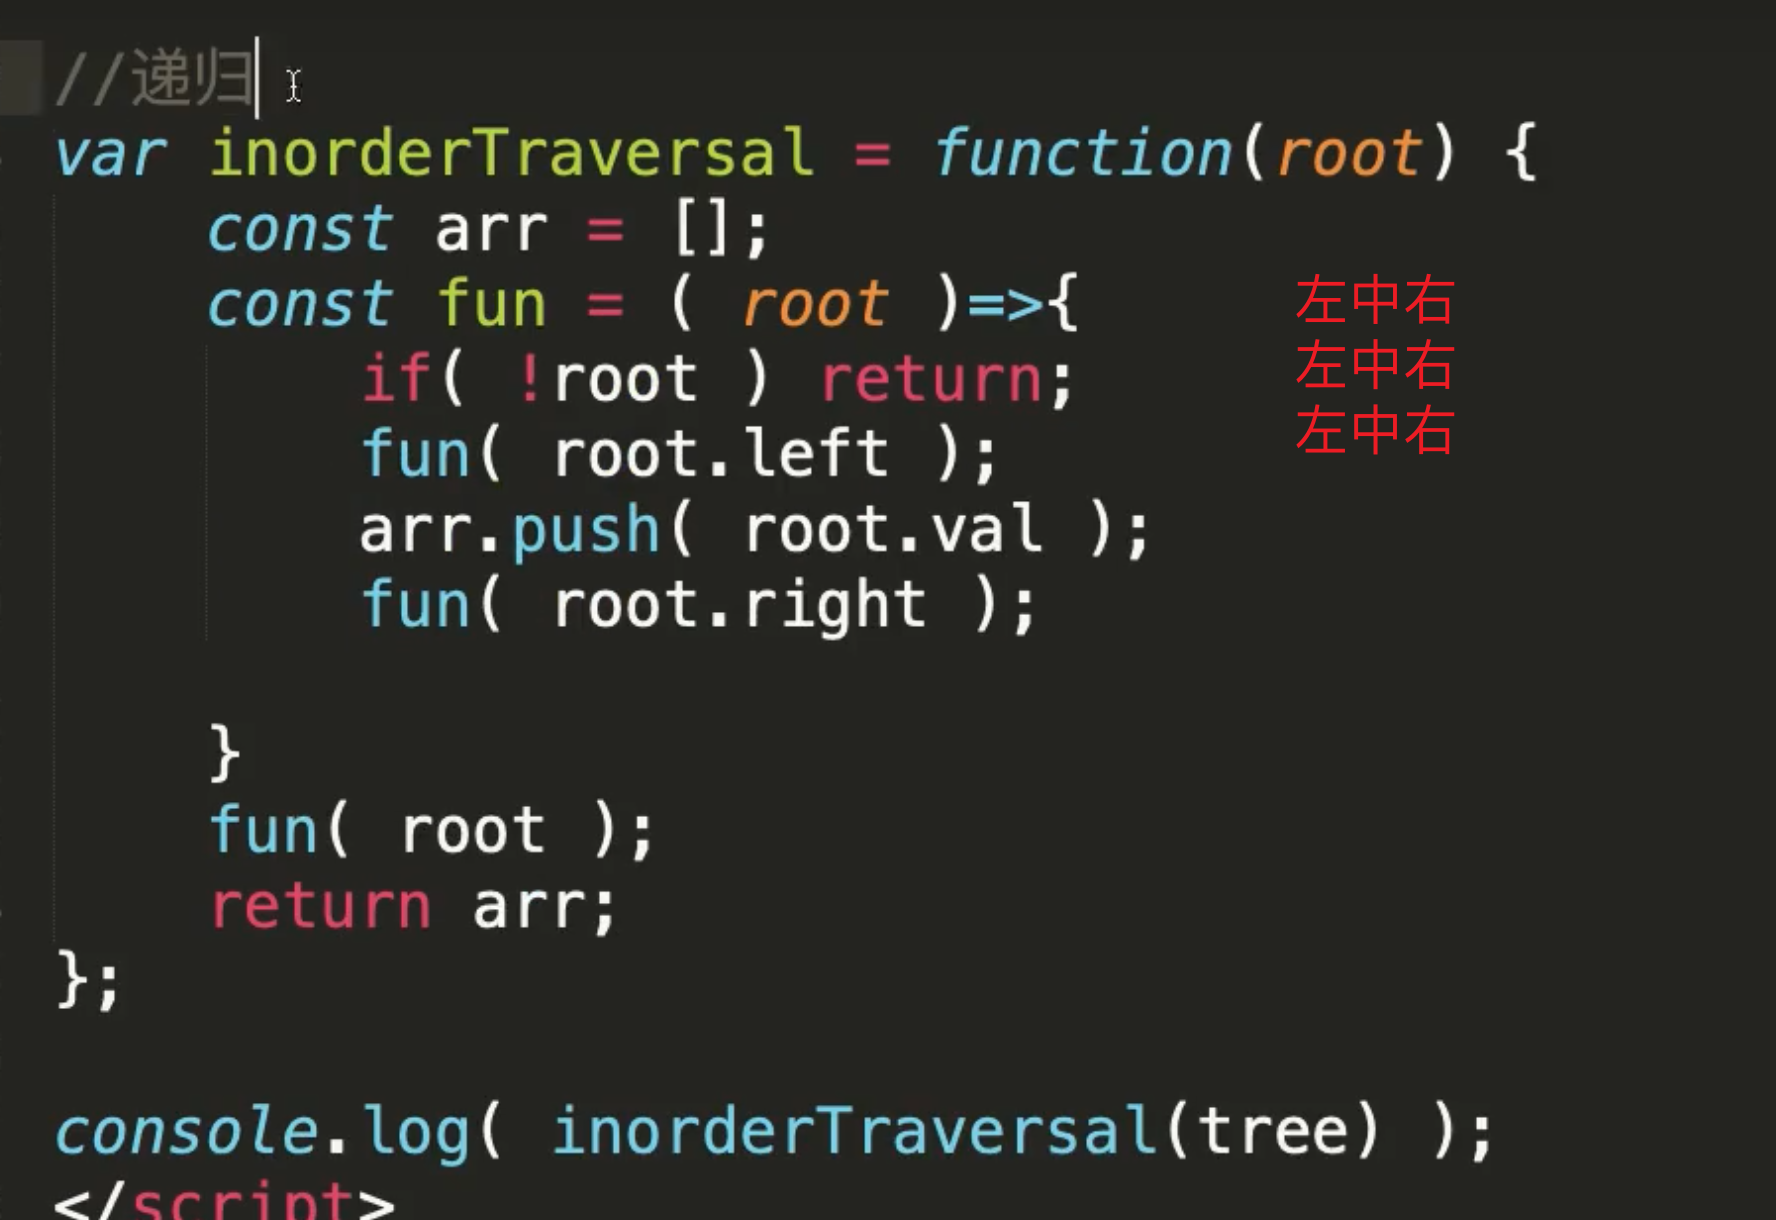 //递归
var inorderTraversal = function(root) {
const arr = [];
const fun = ( root )=>{
左中右
if( !root ) return;
左中右
fun( root.left );
左中右
arr.push( root.val );
fun( root.right );
}
fun( root );
return arr;
};
console.log( inorderTraversal(tree) );
</script>